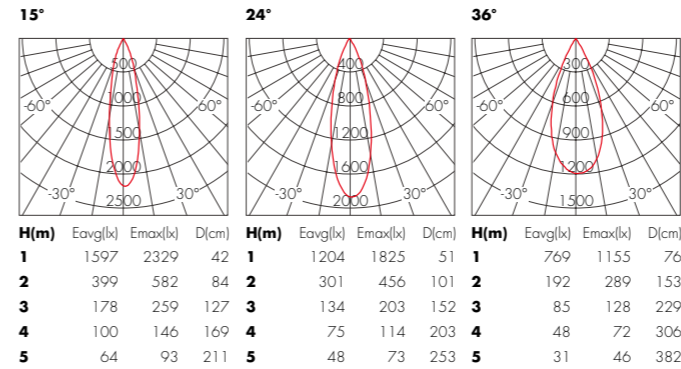 15° 24° 36°
500 400 300
1000 800 600
-60° 60° -60° 60° -60° 60°
1500 1200 900
2000 1600 1200
-30° 30° -30° 30° -30° 30°
2500 2000 1500
H(m) Eavg(lx) Emax(lx) D(cm) H(m) Eavg(lx) Emax(lx) D(cm) H(m) Eavg(lx) Emax(lx) D(cm)
1 1597 2329 42 1 1204 1825 51 1 769 1155 76
2 399 582 84 2 301 456 101 2 192 289 153
3 178 259 127 3 134 203 152 3 85 128 229
4 100 146 169 4 75 114 203 4 48 72 306
5 64 93 211 5 48 73 253 5 31 46 382